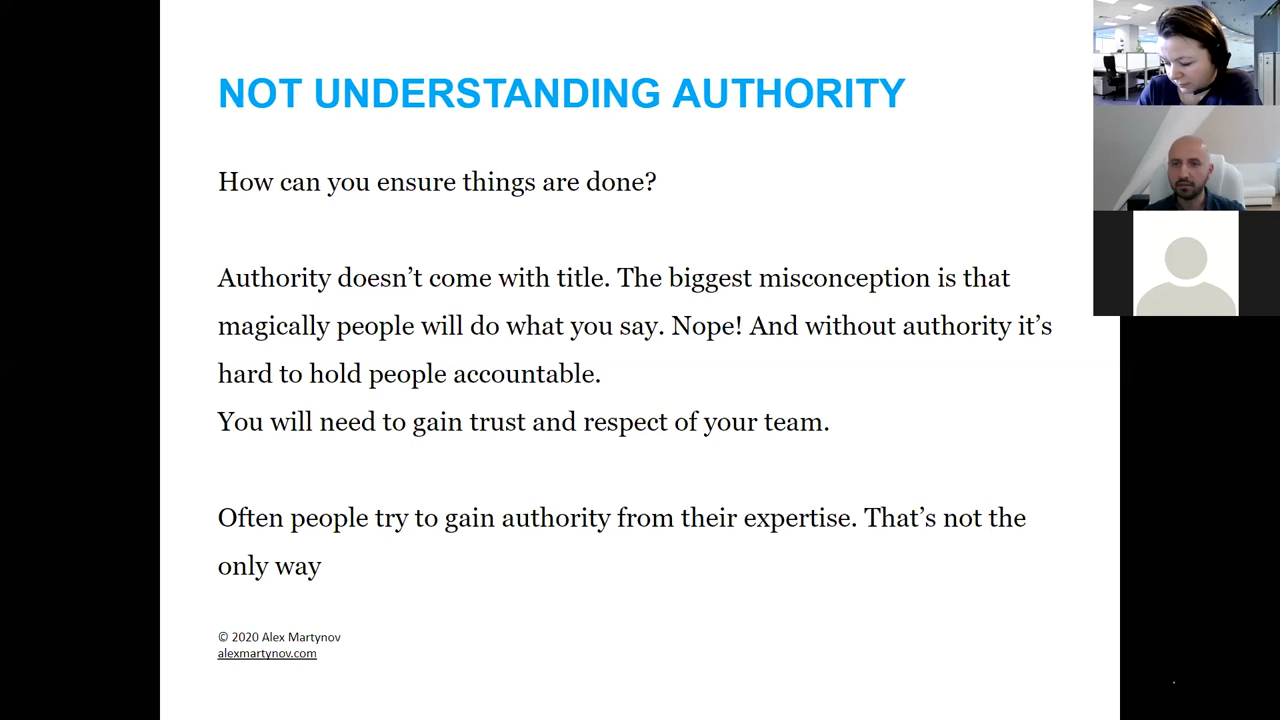 NOT UNDERSTANDING AUTHORITY
How can you ensure things are done?
Authority doesn’t come with title. The biggest misconception is that
magically people will do what you say. Nope! And without authority it’s
hard to hold people accountable.
You will need to gain trust and respect of your team.
Often people try to gain authority from their expertise. That’s not the
only way
© 2020 Alex Martynov
alexmartynov.com